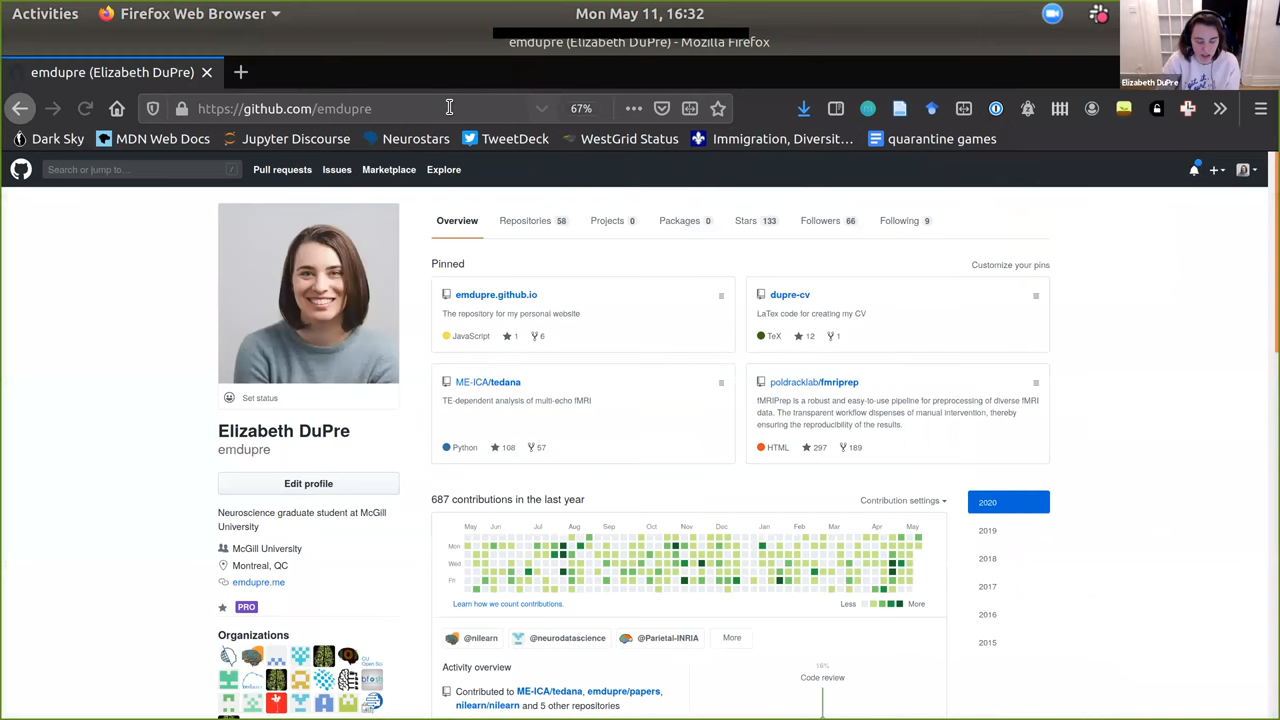 Activities Firefox Web Browser Mon May 11, 16:32
emdupre (Elizabeth DuPre) - Mozilla Firefox
emdupre (Elizabeth DuPre)
Elizabeth DuPre
https://github.com/emdupre 67%
Dark Sky MDN Web Docs Jupyter Discourse Neurostars TweetDeck WestGrid Status Immigration, Diversit... quarantine games
Search or jump to... / Pull requests Issues Marketplace Explore
Overview Repositories 58 Projects 0 Packages 0 Stars 133 Followers 66 Following 9
Pinned Customize your pins
emdupre.github.io
The repository for my personal website
JavaScript 1 6
dupre-cv
LaTex code for creating my CV
TeX 12 1
ME-ICA/tedana
TE-dependent analysis of multi-echo fMRI
Python 108 57
poldracklab/fmriprep
fMRIPrep is a robust and easy-to-use pipeline for preprocessing of diverse fMRI
data. The transparent workflow dispenses of manual intervention, thereby
ensuring the reproducibility of the results.
HTML 297 189
Set status
Elizabeth DuPre
emdupre
Edit profile
Neuroscience graduate student at McGill
University
McGill University
Montreal, QC
emdupre.me
PRO
Organizations
CU
Open Sci
687 contributions in the last year Contribution settings
2020
2019
2018
2017
2016
2015
May Jun Jul Aug Sep Oct Nov Dec Jan Feb Mar Apr May
Mon
Wed
Fri
Learn how we count contributions. Less More
@nilearn @neurodatascience @Parietal-INRIA More
Activity overview
Contributed to ME-ICA/tedana, emdupre/papers,
nilearn/nilearn and 5 other repositories
16%
Code review